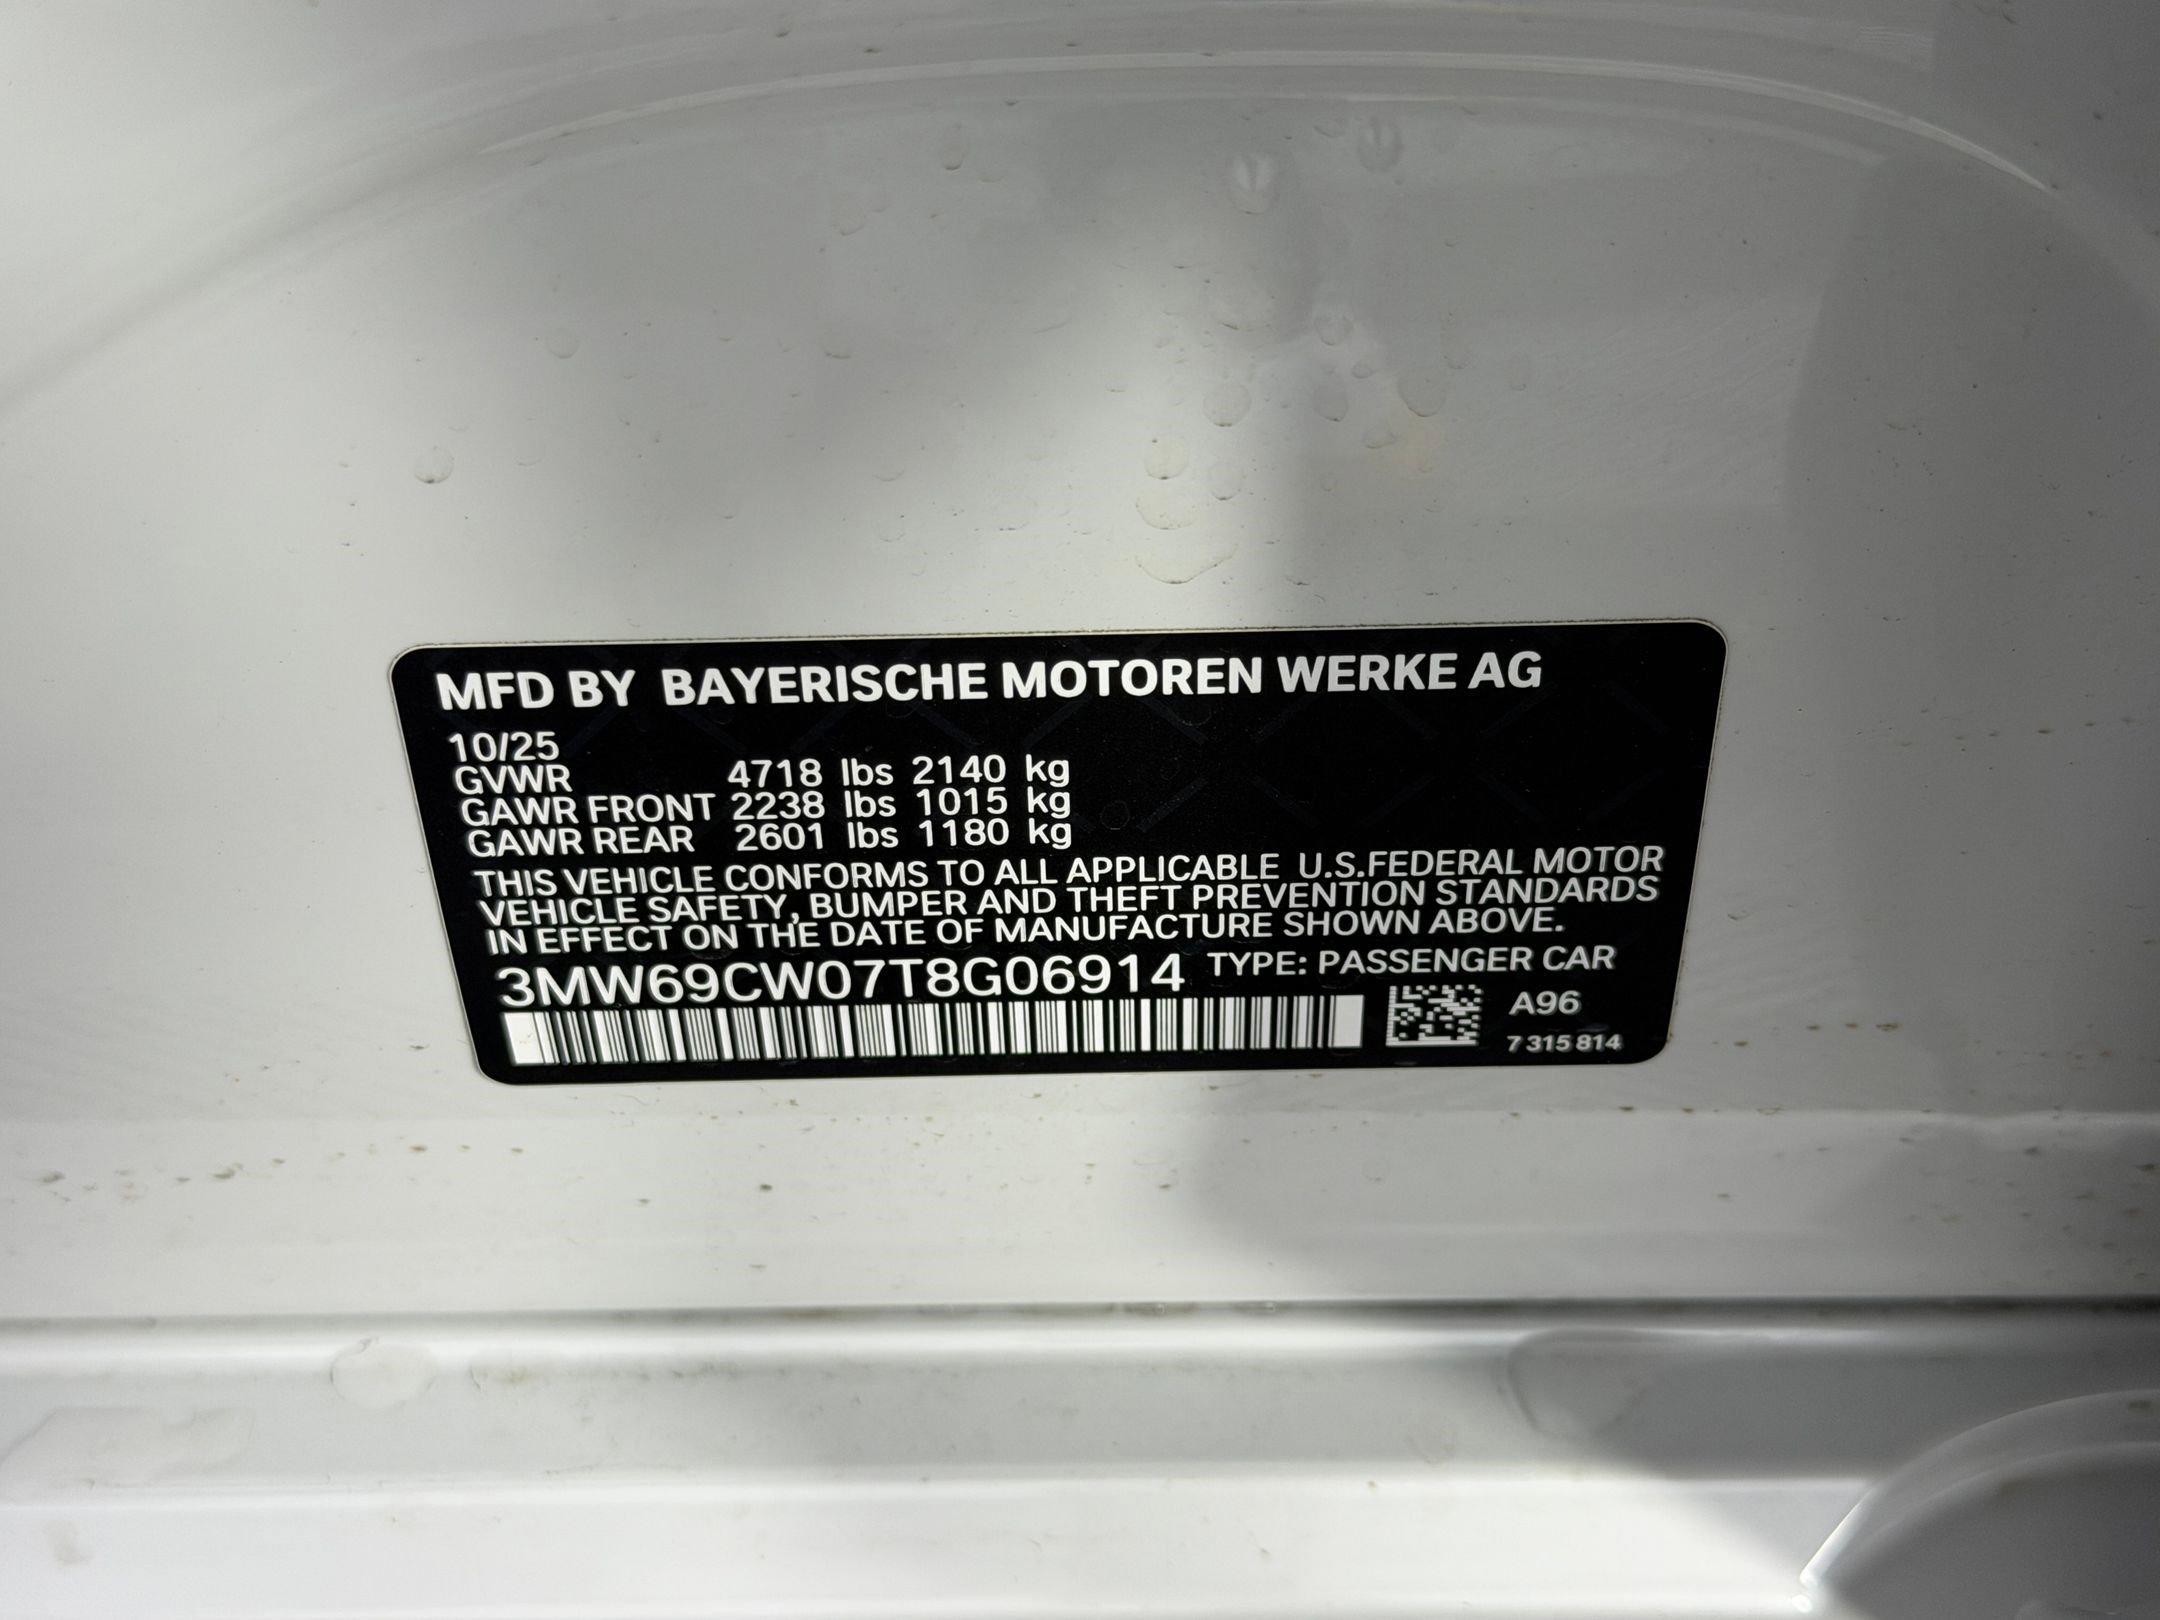 MFD BY BAYERISCHE MOTOREN WERKE AG
10/25
GVWR 4718 lbs 2140 kg
GAWR FRONT 2238 lbs 1015 kg
GAWR REAR 2601 lbs 1180 kg
THIS VEHICLE CONFORMS TO ALL APPLICABLE U.S.FEDERAL MOTOR
VEHICLE SAFETY, BUMPER AND THEFT PREVENTION STANDARDS
IN EFFECT ON THE DATE OF MANUFACTURE SHOWN ABOVE.
3MW69CW07T8G06914 TYPE: PASSENGER CAR
A96
7 315 814